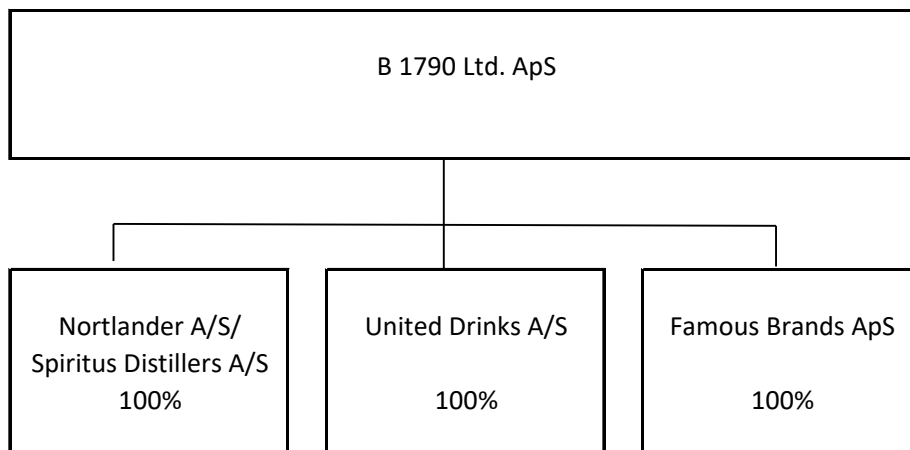 B 1790 Ltd. ApS
Nortlander A/S/
Spiritus Distillers A/S
100%
United Drinks A/S
100%
Famous Brands ApS
100%